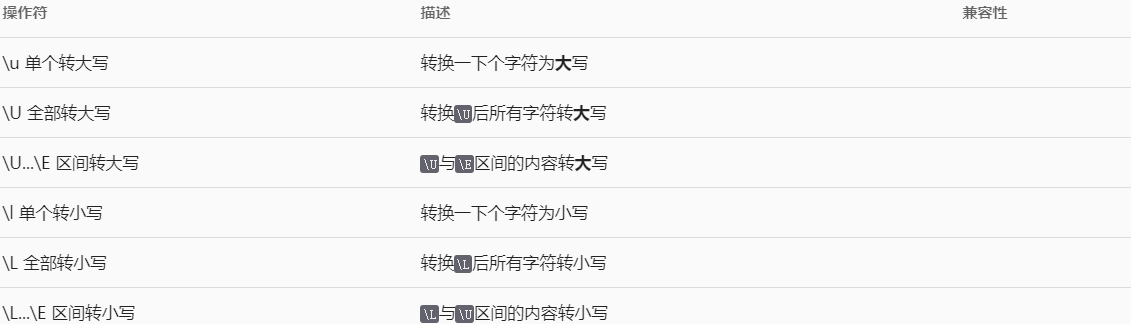 操作符 描述 兼容性
\u 单个转大写 转换一下个字符为大写
\U 全部转大写 转换\U后所有字符转大写
\U...\E 区间转大写 \U与\E区间的内容转大写
\l 单个转小写 转换一下个字符为小写
\L 全部转小写 转换\L后所有字符转小写
\L...\E 区间转小写 \L与\U区间的内容转小写